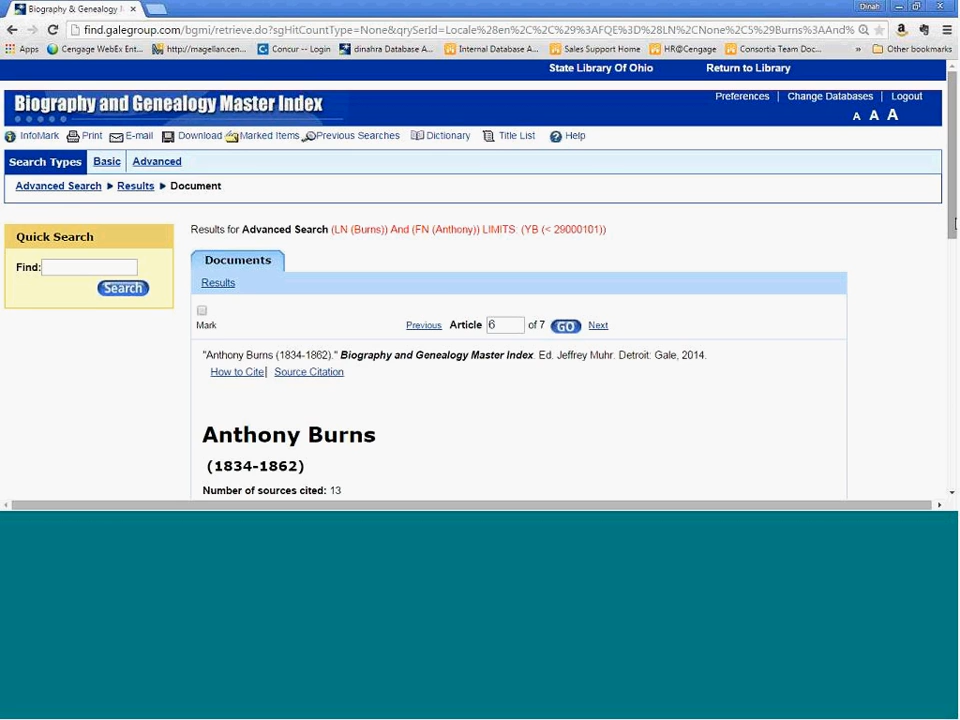 Biography & Genealogy M
Dinah
find.galegroup.com/bgmi/retrieve.do?sgHitCountType=None&qrySerId=Locale%28en%2C%2C%29%3AFQE%3D%28LN%2CNone%2C5%29Burns%3AAnd%
Apps Cengage WebEx Ent... http://magellan.cen... Concur -- Login dinahra Database A... Internal Database A... Sales Support Home HR@Cengage Consortia Team Doc... » Other bookmarks
State Library Of Ohio Return to Library
Biography and Genealogy Master Index
Preferences | Change Databases | Logout
A A A
InfoMark Print E-mail Download Marked Items Previous Searches Dictionary Title List Help
Search Types Basic Advanced
Advanced Search Results Document
Results for Advanced Search (LN (Burns)) And (FN (Anthony)) LIMITS: (YB (< 29000101))
Quick Search
Find:
Search
Documents
Results
Mark
Previous Article 6 of 7 GO Next
"Anthony Burns (1834-1862)." Biography and Genealogy Master Index. Ed. Jeffrey Muhr. Detroit: Gale, 2014.
How to Cite | Source Citation
Anthony Burns
(1834-1862)
Number of sources cited: 13